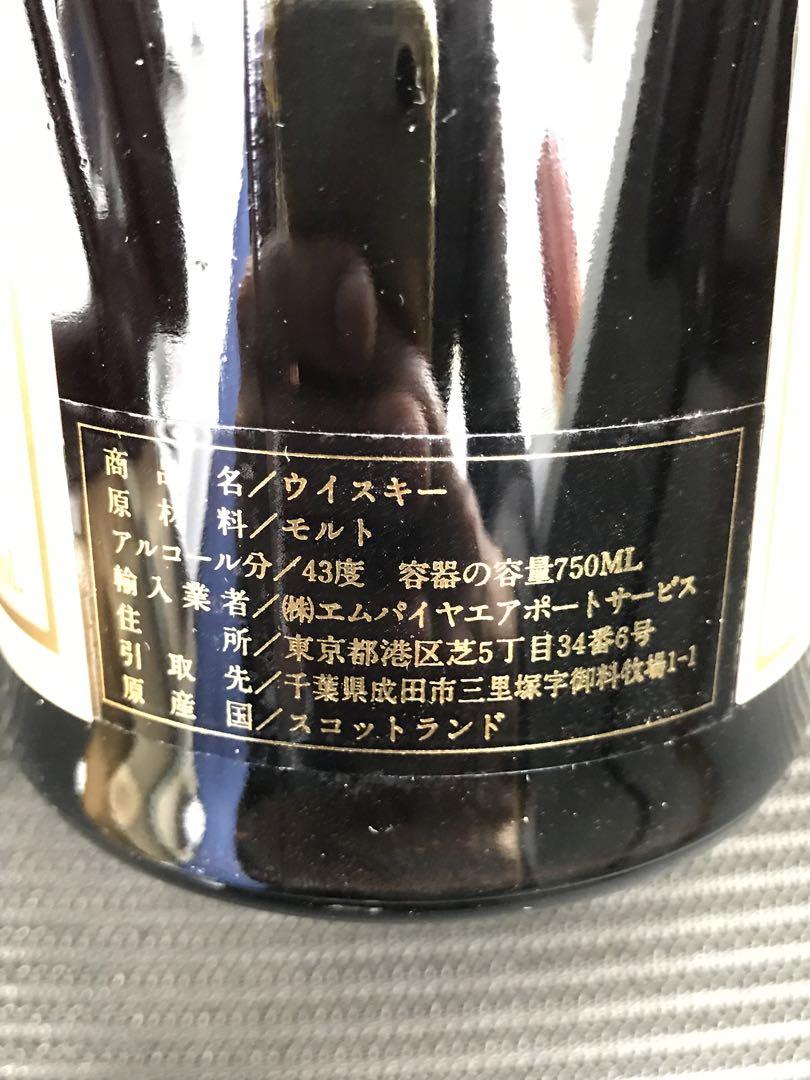 商品名/ウイスキー
原材料/モルト
アルコール分/43度 容器の容量750ML
輸入業者/㈱エムパイヤエアポートサービス
住所/東京都港区芝5丁目34番6号
引取先/千葉県成田市三里塚字御料牧場1-1
原産国/スコットランド